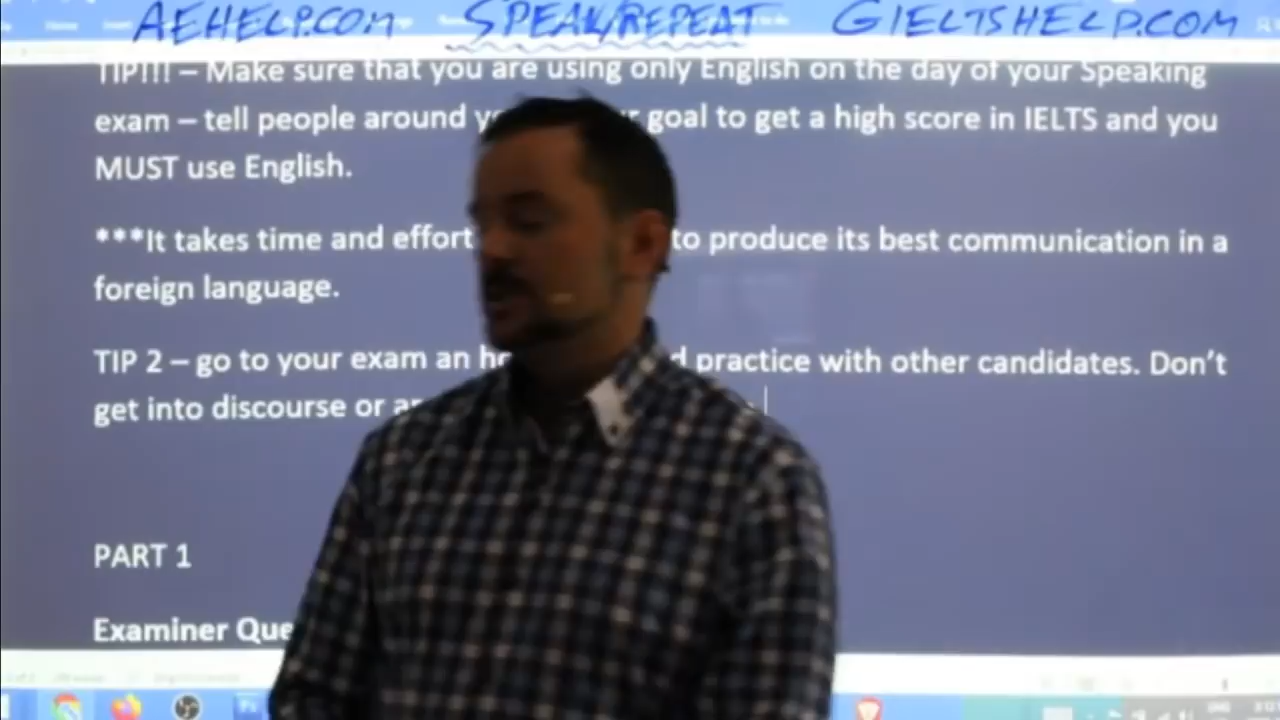 AEHELP.COM SPEAK/REPEAT GIELTSHELP.COM
TIP!!! – Make sure that you are using only English on the day of your Speaking
exam – tell people around goal to get a high score in IELTS and you
MUST use English.
***It takes time and effort to produce its best communication in a
foreign language.
TIP 2 – go to your exam an practice with other candidates. Don't
get into discourse or
PART 1
Examiner